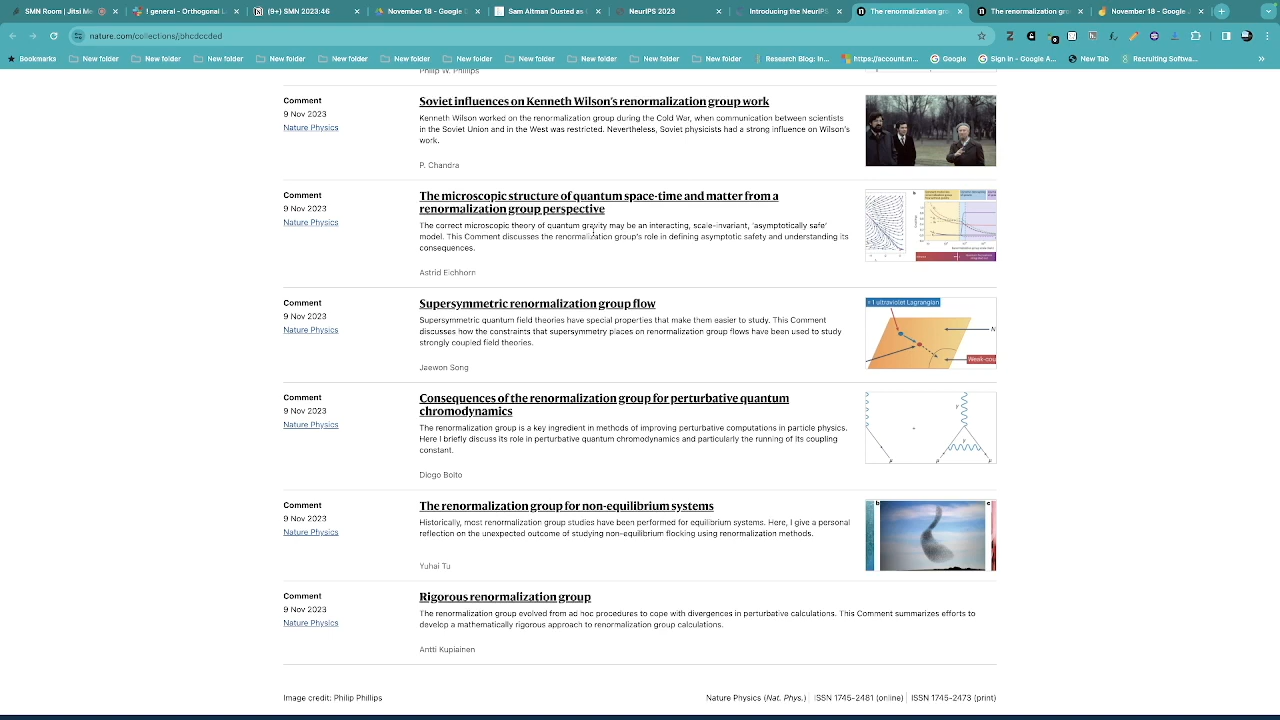 SMN Room | Jitsi Me
general - Orthogonal L
(9+) SMN 2023:46
November 18 - Google D
Sam Altman Ousted as
NeurIPS 2023
Introducing the NeurIPE
The renormalization gr
The renormalization gr
November 18 - Google
nature.com/collections/bhcdccded
Bookmarks
New folder
New folder
New folder
New folder
New folder
New folder
New folder
Research Blog: In...
https://account.m...
Google
Sign in - Google A...
New Tab
Recruiting Softwa...
Philip W. Phillips
Comment
9 Nov 2023
Nature Physics
Soviet influences on Kenneth Wilson's renormalization group work
Kenneth Wilson worked on the renormalization group during the Cold War, when communication between scientists
in the Soviet Union and in the West was restricted. Nevertheless, Soviet physicists had a strong influence on Wilson's
work.
P. Chandra
Comment
9 Nov 2023
Nature Physics
The microscopic structure of quantum space-time and matter from a
renormalization group perspective
The correct microscopic theory of quantum gravity may be an interacting, scale-invariant, 'asymptotically safe'
model. This Comment discusses the renormalization group's role in defining asymptotic safety and understanding its
consequences.
Astrid Eichhorn
Comment
9 Nov 2023
Nature Physics
Supersymmetric renormalization group flow
Supersymmetric quantum field theories have special properties that make them easier to study. This Comment
discusses how the constraints that supersymmetry places on renormalization group flows have been used to study
strongly coupled field theories.
Jaewon Song
1 ultraviolet Lagrangian
N
Weak-cou
Comment
9 Nov 2023
Nature Physics
Consequences of the renormalization group for perturbative quantum
chromodynamics
The renormalization group is a key ingredient in methods of improving perturbative computations in particle physics.
Here I briefly discuss its role in perturbative quantum chromodynamics and particularly the running of its coupling
constant.
Diogo Boito
Comment
9 Nov 2023
Nature Physics
The renormalization group for non-equilibrium systems
Historically, most renormalization group studies have been performed for equilibrium systems. Here, I give a personal
reflection on the unexpected outcome of studying non-equilibrium flocking using renormalization methods.
Yuhai Tu
b
c
Comment
9 Nov 2023
Nature Physics
Rigorous renormalization group
The renormalization group evolved from ad hoc procedures to cope with divergences in perturbative calculations. This Comment summarizes efforts to
develop a mathematically rigorous approach to renormalization group calculations.
Antti Kupiainen
Image credit: Philip Phillips
Nature Physics (Nat. Phys.) ISSN 1745-2481 (online) ISSN 1745-2473 (print)